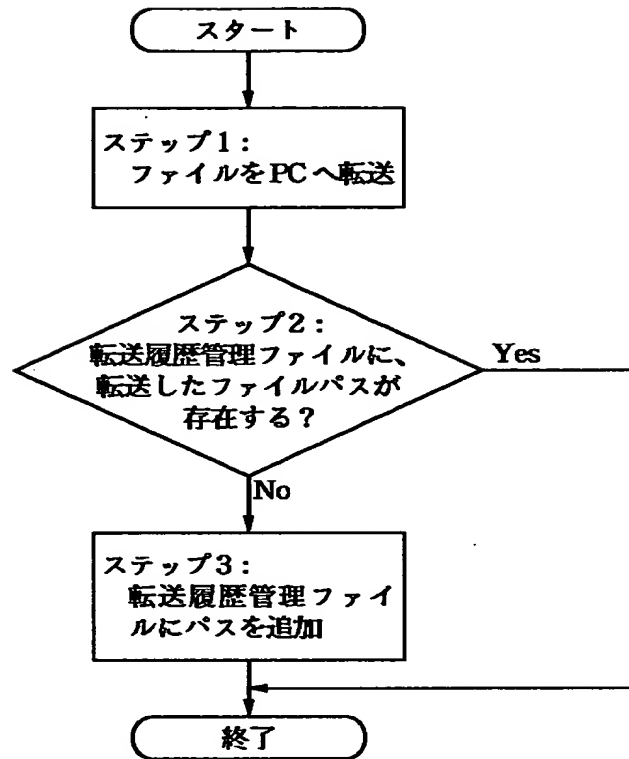 スタート
ステップ1：
ファイルをPCへ転送
ステップ2：
転送履歴管理ファイルに、
転送したファイルパスが
存在する？
Yes
No
ステップ3：
転送履歴管理ファイ
ルにパスを追加
終了